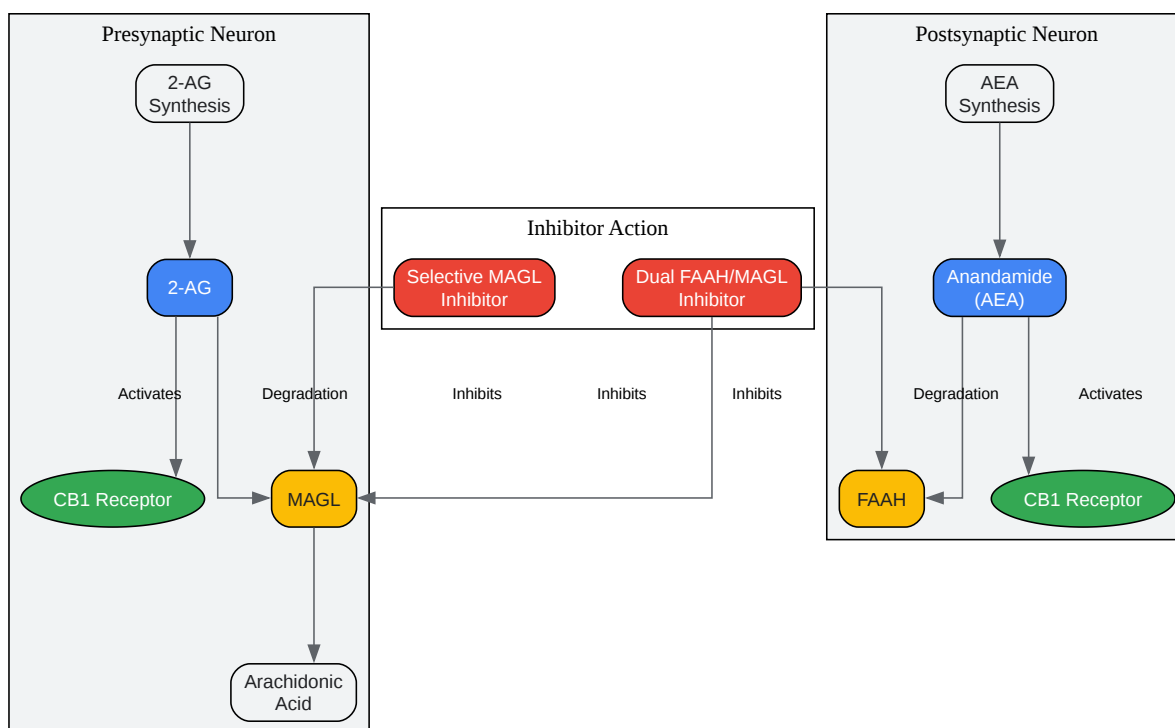 Presynaptic Neuron
Postsynaptic Neuron
2-AG
Synthesis
AEA
Synthesis
Inhibitor Action
2-AG
Selective MAGL
Inhibitor
Dual FAAH/MAGL
Inhibitor
Anandamide
(AEA)
Activates
Degradation
Inhibits
Inhibits
Inhibits
Degradation
Activates
CB1 Receptor
MAGL
FAAH
CB1 Receptor
Arachidonic
Acid